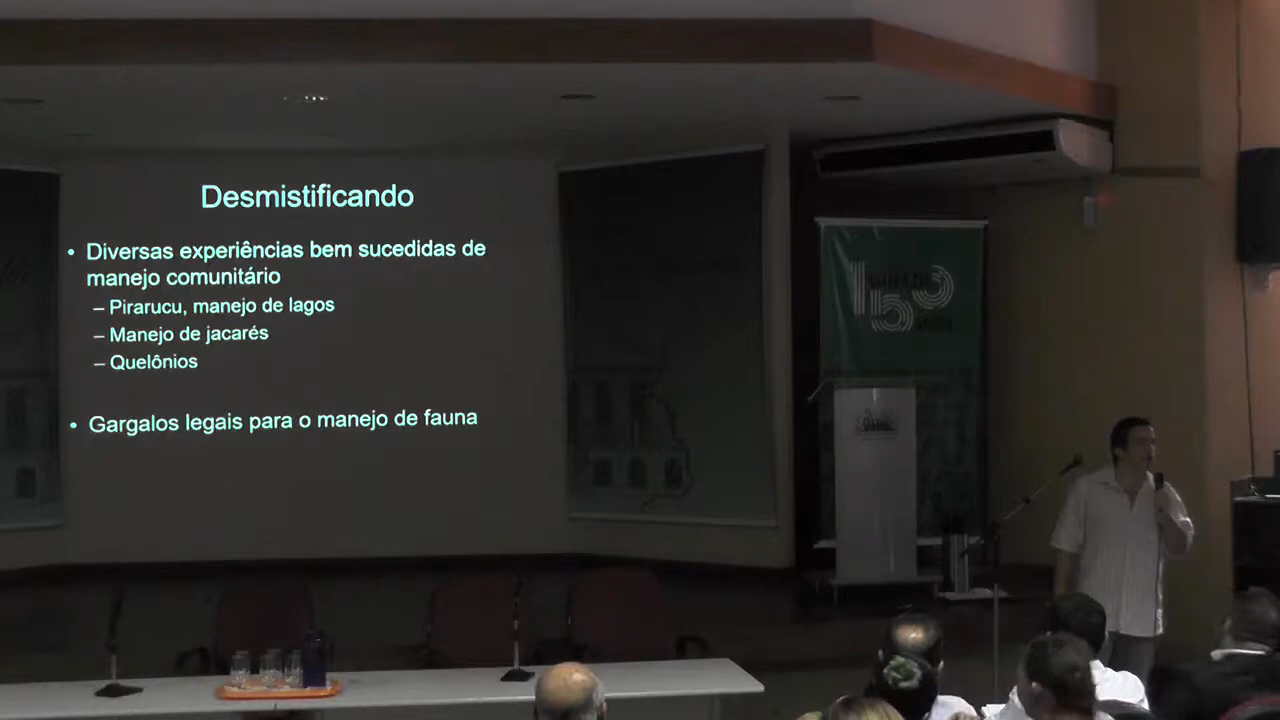 Desmistificando
• Diversas experiências bem sucedidas de
manejo comunitário
– Pirarucu, manejo de lagos
– Manejo de jacarés
– Quelônios
• Gargalos legais para o manejo de fauna
150